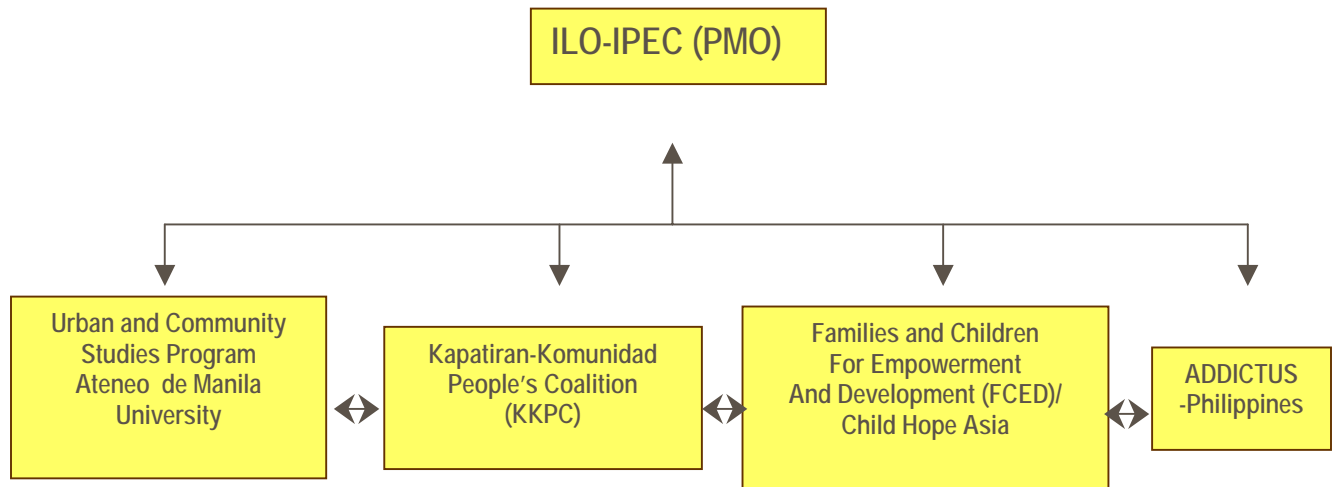 ILO-IPEC (PMO)
Urban and Community
Studies Program
Ateneo de Manila
University
Kapatiran-Komunidad
People's Coalition
(KKPC)
Families and Children
For Empowerment
And Development (FCED)/
Child Hope Asia
ADDICTUS
-Philippines